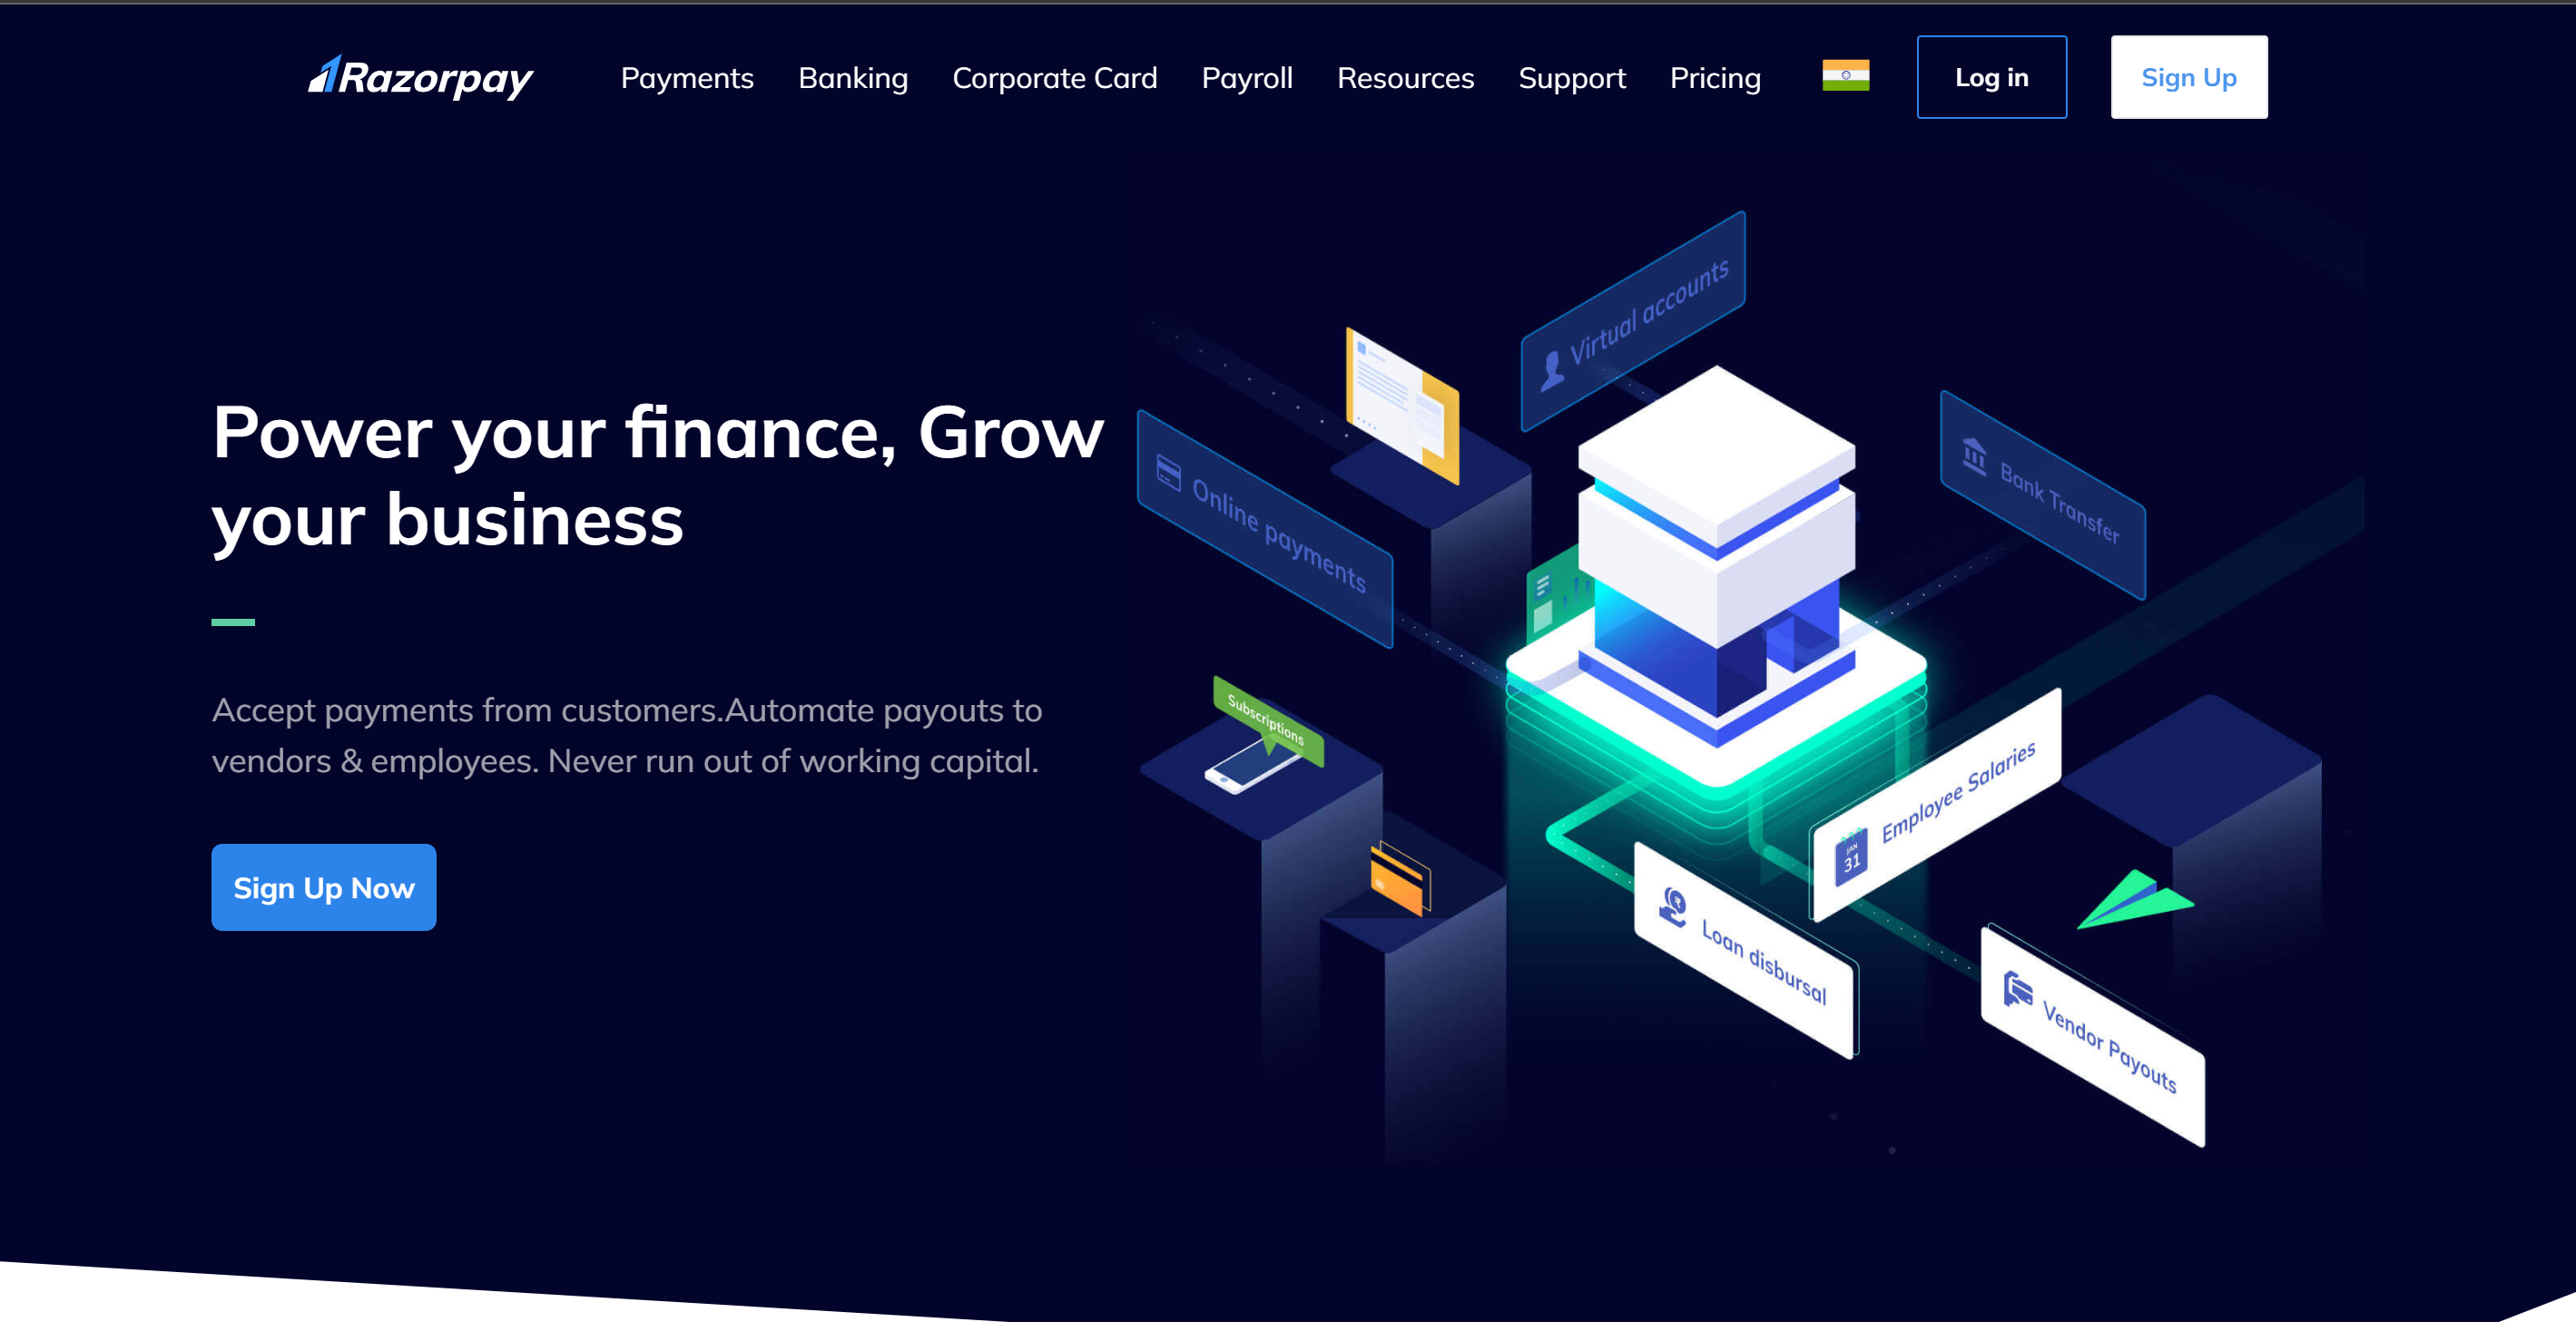 Razorpay Payments Banking Corporate Card Payroll Resources Support Pricing Log in Sign Up
Power your finance, Grow
your business
Accept payments from customers.Automate payouts to
vendors & employees. Never run out of working capital.
Sign Up Now
Virtual accounts
Online payments
Bank Transfer
Subscriptions
Employee Salaries
JAN
31
Loan disbursal
Vendor Payouts